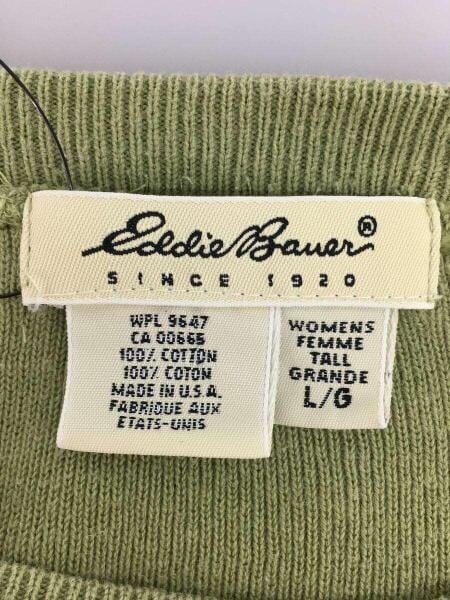 Eddie Bauer®
SINCE 1920
WPL 9647
CA 00665
100% COTTON
100% COTON
MADE IN U.S.A.
FABRIQUE AUX
ETATS-UNIS
WOMENS
FEMME
TALL
GRANDE
L/G